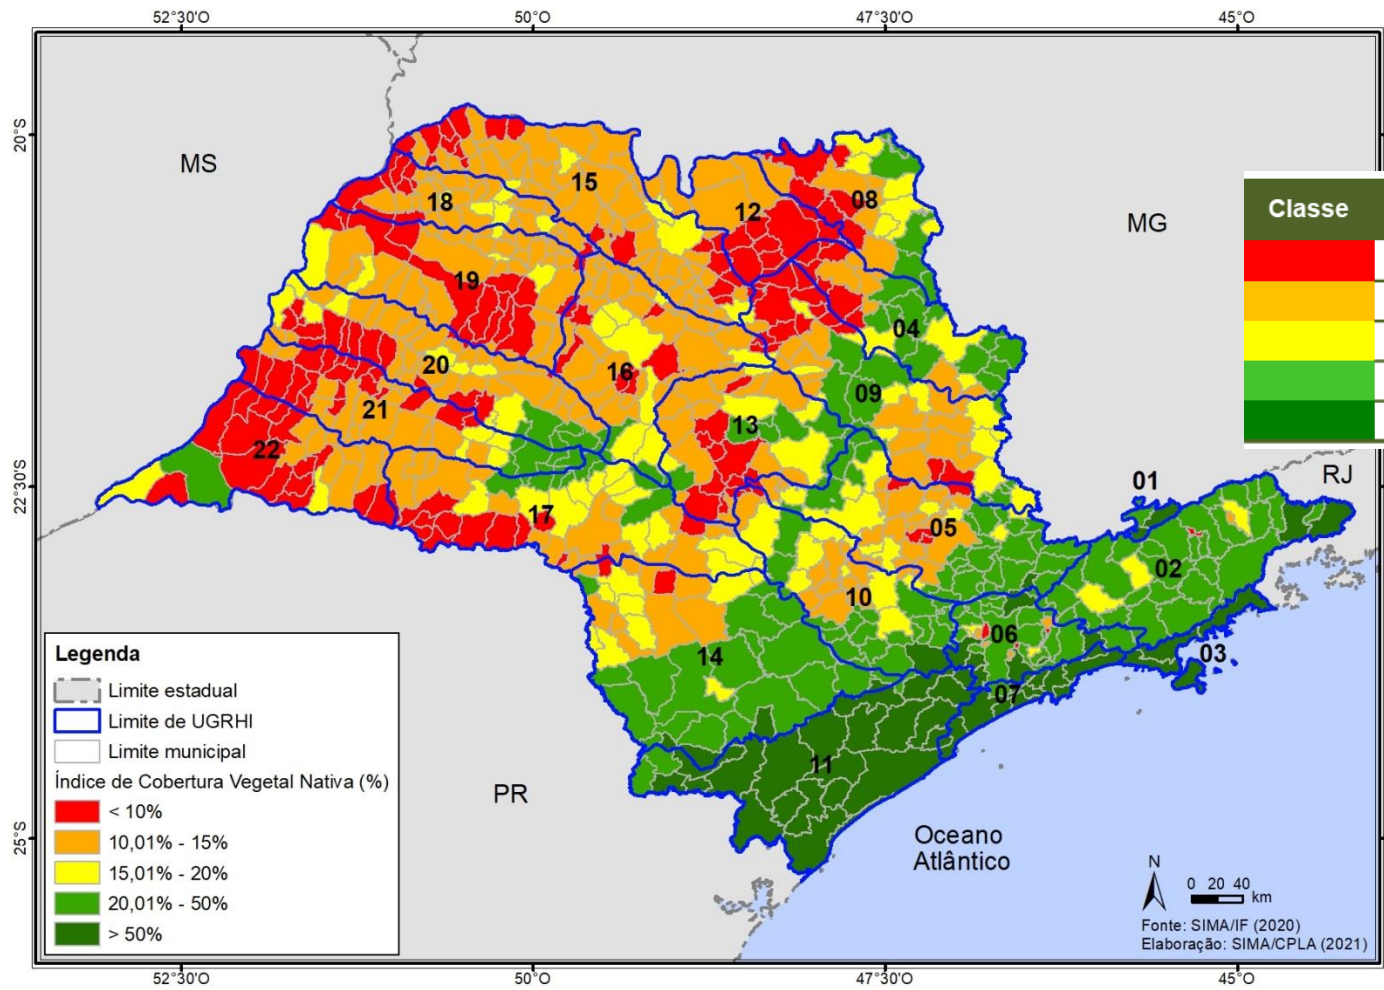 52°30'O 50°O 47°30'O 45°O
20°S
MS
15
18
12
08
MG
Classe
19
04
20
16
09
21
13
22
22°30'S
17
05
01
RJ
02
10
06
03
14
07
11
PR
Oceano
Atlântico
25°S
Legenda
Limite estadual
Limite de UGRHI
Limite municipal
Índice de Cobertura Vegetal Nativa (%)
< 10%
10,01% - 15%
15,01% - 20%
20,01% - 50%
> 50%
N
0 20 40
km
Fonte: SIMA/IF (2020)
Elaboração: SIMA/CPLA (2021)
52°30'O 50°O 47°30'O 45°O